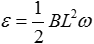 ε = 1/2 BL²ω